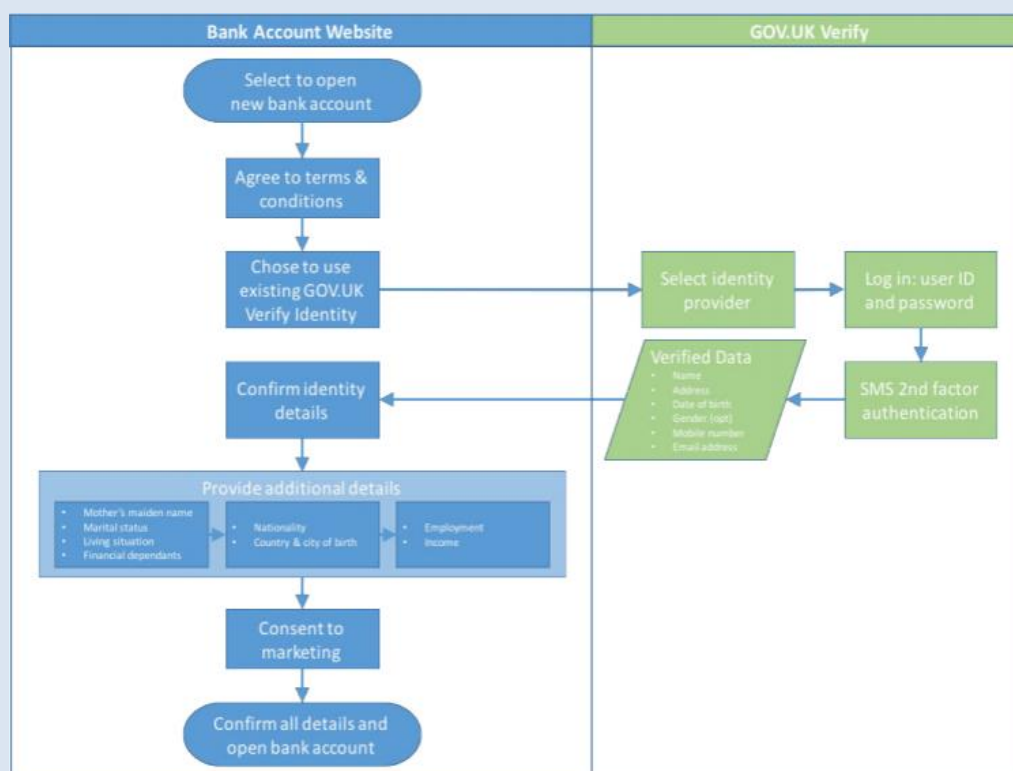 Bank Account Website
GOV.UK Verify
Select to open
new bank account
Agree to terms &
conditions
Chose to use
existing GOV.UK
Verify Identity
Select identity
provider
Log in: user ID
and password
SMS 2nd factor
authentication
Verified Data
• Name
• Address
• Date of birth
• Gender (opt)
• Mobile number
• Email address
Confirm identity
details
Provide additional details
• Mother's maiden name
• Marital status
• Living situation
• Financial dependants
• Nationality
• Country & city of birth
• Employment
• Income
Consent to
marketing
Confirm all details and
open bank account